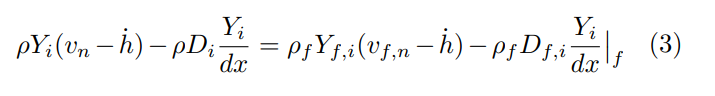 ρY_i(v_n − ḣ) − ρD_i Y_i/dx = ρ_f Y_{f,i}(v_{f,n} − ḣ) − ρ_f D_{f,i} Y_i/dx|_f (3)